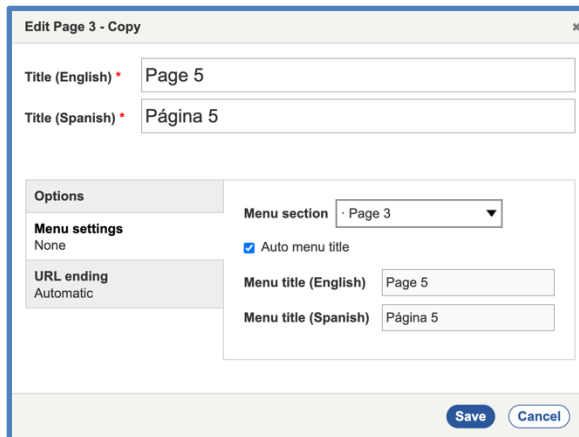 Edit Page 3 - Copy
Title (English) * Page 5
Title (Spanish) * Página 5
Options
Menu settings
None
URL ending
Automatic
Menu section · Page 3
Auto menu title
Menu title (English) Page 5
Menu title (Spanish) Página 5
Save Cancel